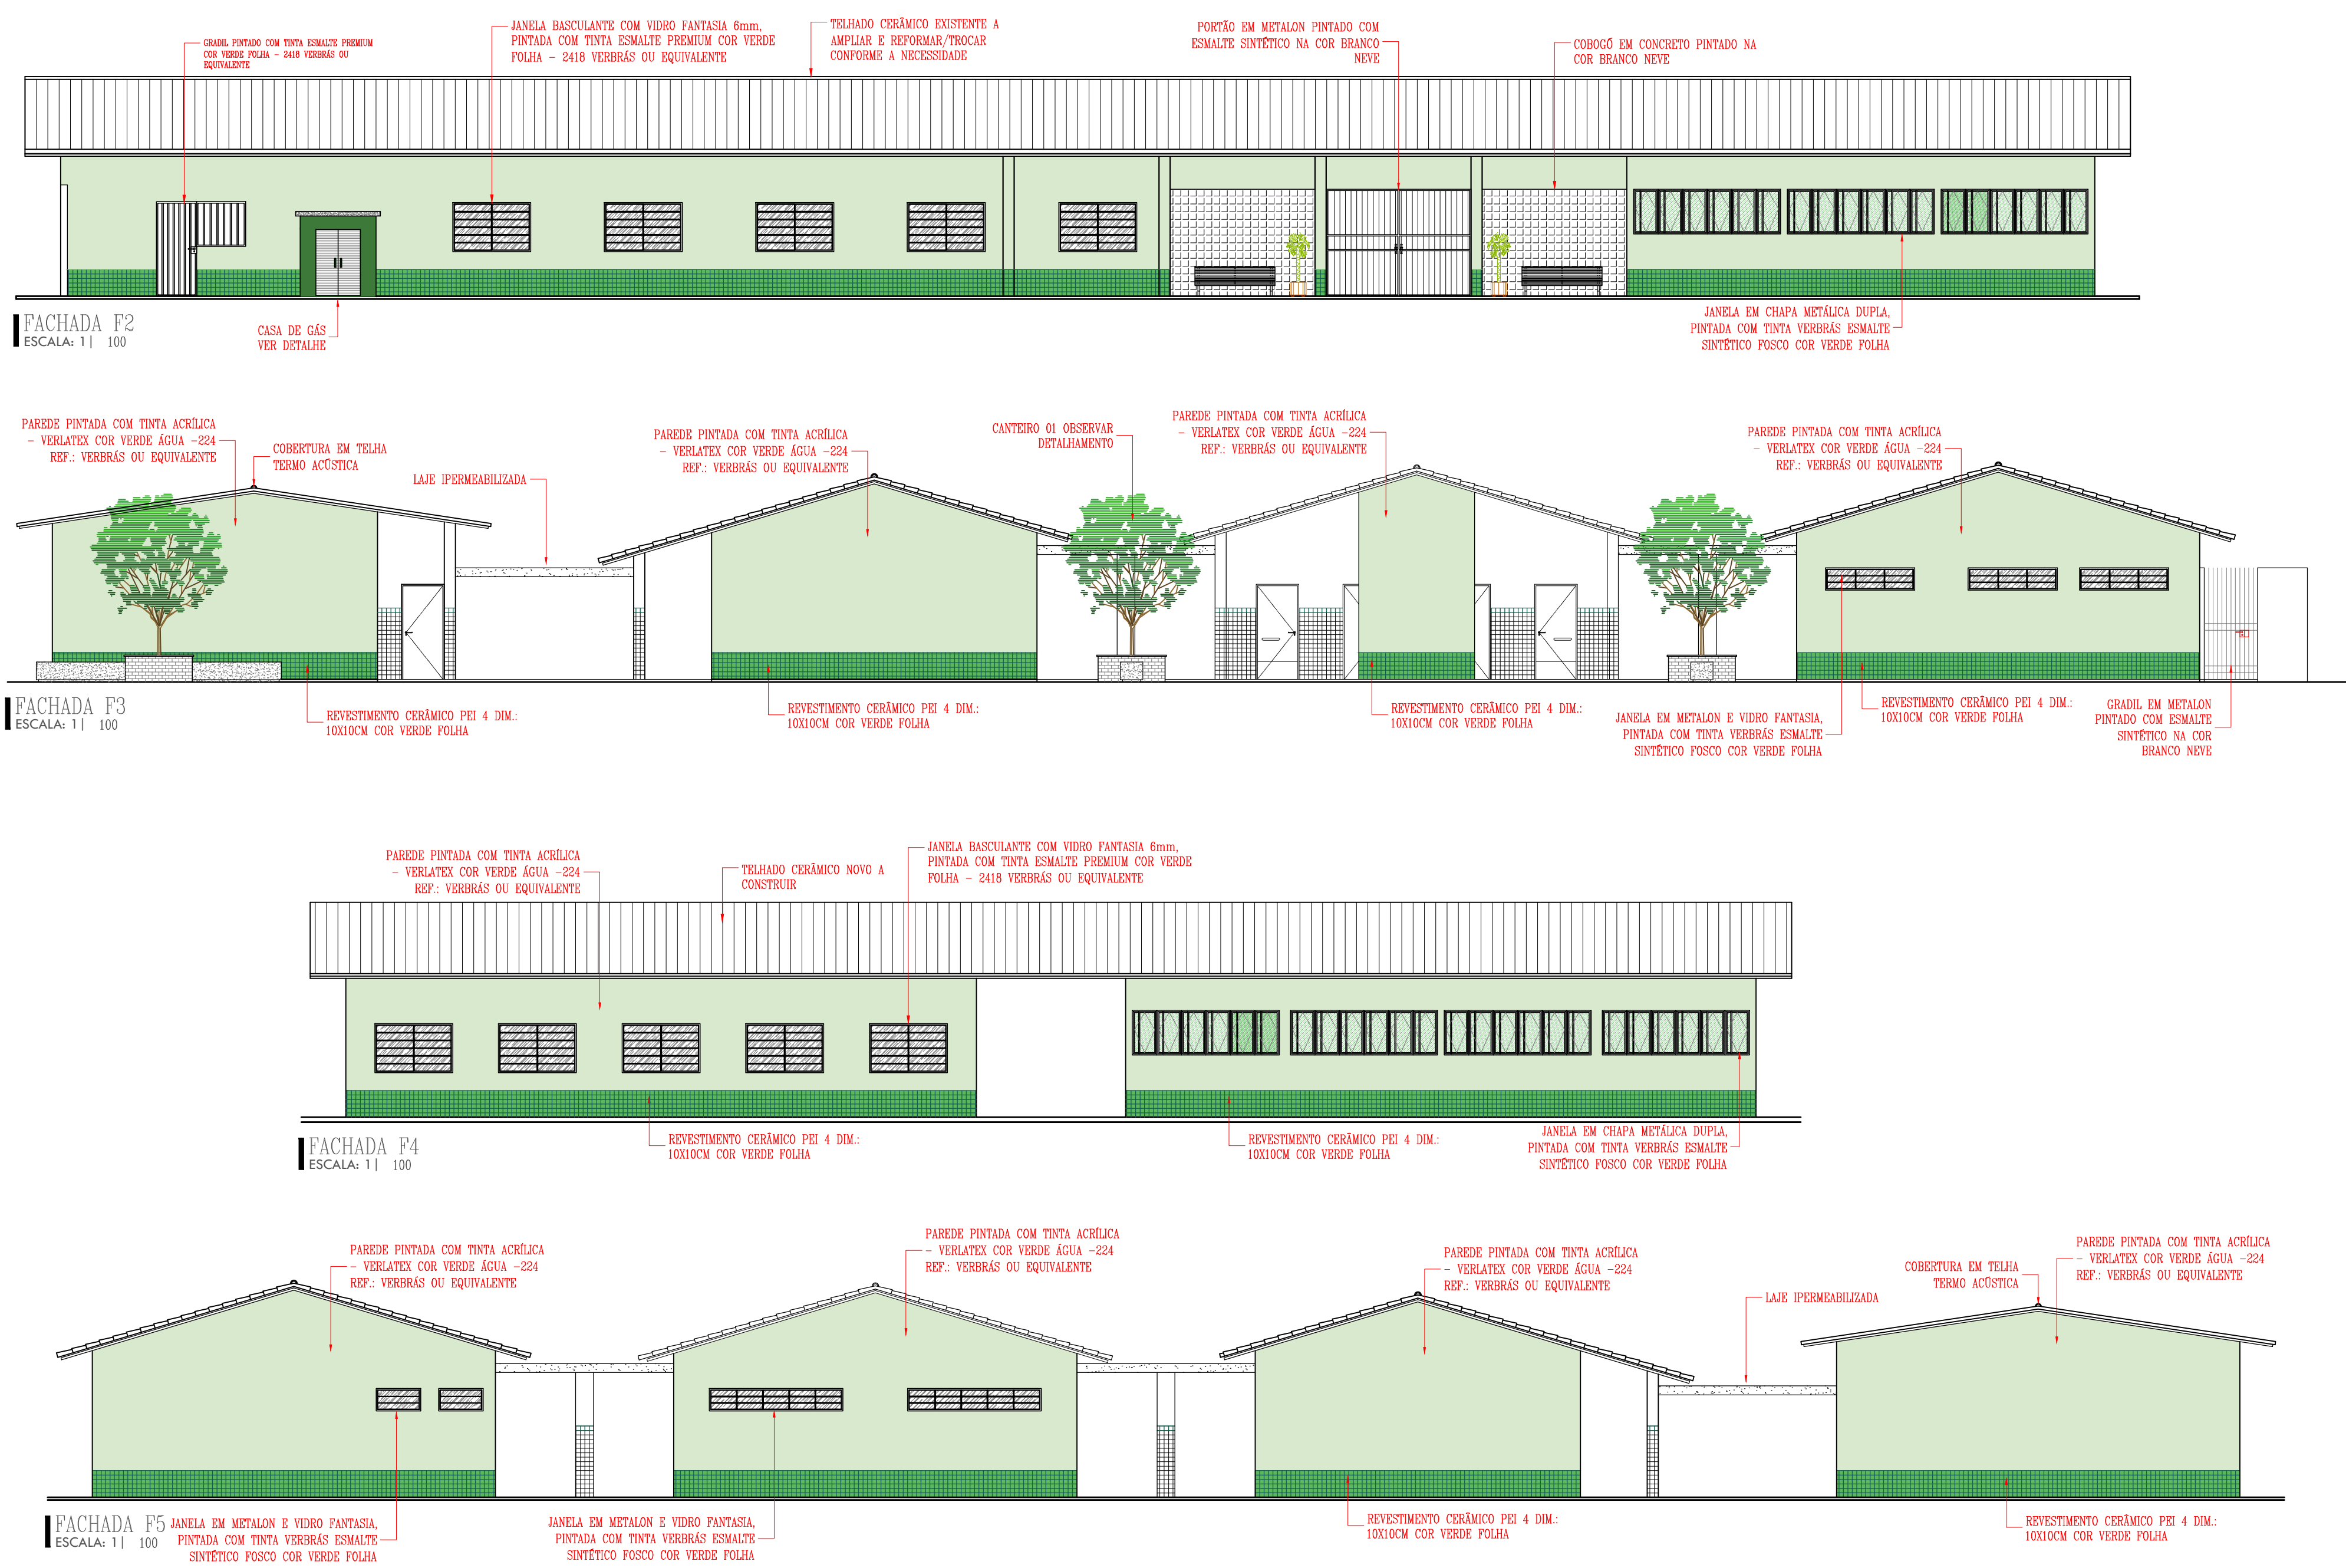 GRADIL PINTADO COM TINTA ESMALTE PREMIUM
COR VERDE FOLHA - 2418 VERBRÁS OU
EQUIVALENTE
JANELA BASCULANTE COM VIDRO FANTASIA 6mm,
PINTADA COM TINTA ESMALTE PREMIUM COR VERDE
FOLHA - 2418 VERBRÁS OU EQUIVALENTE
TELHADO CERÂMICO EXISTENTE A
AMPLIAR E REFORMAR/TROCAR
CONFORME A NECESSIDADE
PORTÃO EM METALON PINTADO COM
ESMALTE SINTÉTICO NA COR BRANCO
NEVE
COBOGÓ EM CONCRETO PINTADO NA
COR BRANCO NEVE
FACHADA F2
ESCALA: 1| 100
CASA DE GÁS
VER DETALHE
JANELA EM CHAPA METÁLICA DUPLA,
PINTADA COM TINTA VERBRÁS ESMALTE
SINTÉTICO FOSCO COR VERDE FOLHA
PAREDE PINTADA COM TINTA ACRÍLICA
- VERLATEX COR VERDE ÁGUA -224
REF.: VERBRÁS OU EQUIVALENTE
COBERTURA EM TELHA
TERMO ACÚSTICA
LAJE IPERMEABILIZADA
PAREDE PINTADA COM TINTA ACRÍLICA
- VERLATEX COR VERDE ÁGUA -224
REF.: VERBRÁS OU EQUIVALENTE
CANTEIRO 01 OBSERVAR
DETALHAMENTO
PAREDE PINTADA COM TINTA ACRÍLICA
- VERLATEX COR VERDE ÁGUA -224
REF.: VERBRÁS OU EQUIVALENTE
PAREDE PINTADA COM TINTA ACRÍLICA
- VERLATEX COR VERDE ÁGUA -224
REF.: VERBRÁS OU EQUIVALENTE
FACHADA F3
ESCALA: 1| 100
REVESTIMENTO CERÂMICO PEI 4 DIM.:
10X10CM COR VERDE FOLHA
REVESTIMENTO CERÂMICO PEI 4 DIM.:
10X10CM COR VERDE FOLHA
REVESTIMENTO CERÂMICO PEI 4 DIM.:
10X10CM COR VERDE FOLHA
JANELA EM METALON E VIDRO FANTASIA,
PINTADA COM TINTA VERBRÁS ESMALTE
SINTÉTICO FOSCO COR VERDE FOLHA
REVESTIMENTO CERÂMICO PEI 4 DIM.:
10X10CM COR VERDE FOLHA
GRADIL EM METALON
PINTADO COM ESMALTE
SINTÉTICO NA COR
BRANCO NEVE
PAREDE PINTADA COM TINTA ACRÍLICA
- VERLATEX COR VERDE ÁGUA -224
REF.: VERBRÁS OU EQUIVALENTE
TELHADO CERÂMICO NOVO A
CONSTRUIR
JANELA BASCULANTE COM VIDRO FANTASIA 6mm,
PINTADA COM TINTA ESMALTE PREMIUM COR VERDE
FOLHA - 2418 VERBRÁS OU EQUIVALENTE
FACHADA F4
ESCALA: 1| 100
REVESTIMENTO CERÂMICO PEI 4 DIM.:
10X10CM COR VERDE FOLHA
REVESTIMENTO CERÂMICO PEI 4 DIM.:
10X10CM COR VERDE FOLHA
JANELA EM CHAPA METÁLICA DUPLA,
PINTADA COM TINTA VERBRÁS ESMALTE
SINTÉTICO FOSCO COR VERDE FOLHA
PAREDE PINTADA COM TINTA ACRÍLICA
- VERLATEX COR VERDE ÁGUA -224
REF.: VERBRÁS OU EQUIVALENTE
PAREDE PINTADA COM TINTA ACRÍLICA
- VERLATEX COR VERDE ÁGUA -224
REF.: VERBRÁS OU EQUIVALENTE
PAREDE PINTADA COM TINTA ACRÍLICA
- VERLATEX COR VERDE ÁGUA -224
REF.: VERBRÁS OU EQUIVALENTE
LAJE IPERMEABILIZADA
COBERTURA EM TELHA
TERMO ACÚSTICA
PAREDE PINTADA COM TINTA ACRÍLICA
- VERLATEX COR VERDE ÁGUA -224
REF.: VERBRÁS OU EQUIVALENTE
FACHADA F5
ESCALA: 1| 100
JANELA EM METALON E VIDRO FANTASIA,
PINTADA COM TINTA VERBRÁS ESMALTE
SINTÉTICO FOSCO COR VERDE FOLHA
JANELA EM METALON E VIDRO FANTASIA,
PINTADA COM TINTA VERBRÁS ESMALTE
SINTÉTICO FOSCO COR VERDE FOLHA
REVESTIMENTO CERÂMICO PEI 4 DIM.:
10X10CM COR VERDE FOLHA
REVESTIMENTO CERÂMICO PEI 4 DIM.:
10X10CM COR VERDE FOLHA